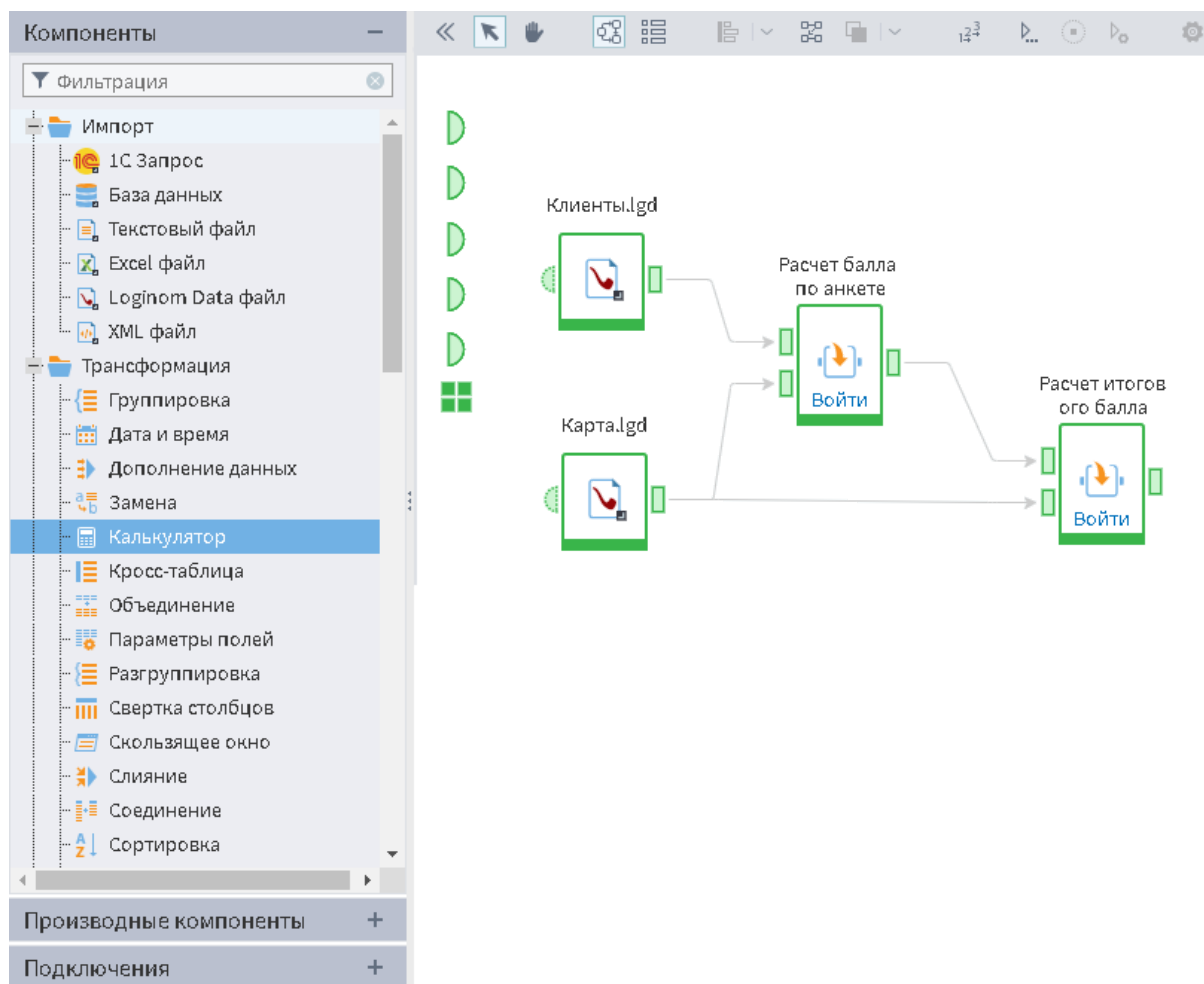 Компоненты
Фильтрация
Импорт
1С Запрос
База данных
Текстовый файл
Excel файл
Loginom Data файл
XML файл
Трансформация
Группировка
Дата и время
Дополнение данных
Замена
Калькулятор
Кросс-таблица
Объединение
Параметры полей
Разгруппировка
Свертка столбцов
Скользящее окно
Слияние
Соединение
Сортировка
Производные компоненты
Подключения
Клиенты.lgd
Карта.lgd
Расчет балла
по анкете
Войти
Расчет итогов
ого балла
Войти